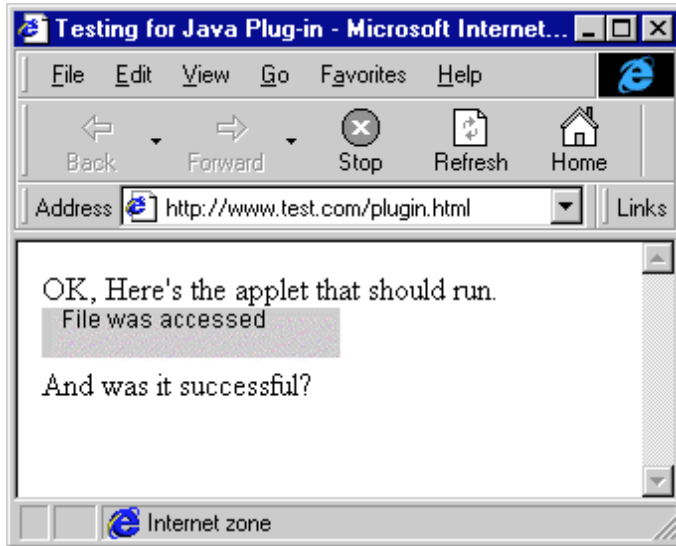 Testing for Java Plug-in - Microsoft Internet...
File Edit View Go Favorites Help
Back Forward Stop Refresh Home
Address http://www.test.com/plugin.html Links
OK, Here's the applet that should run.
File was accessed
And was it successful?
Internet zone